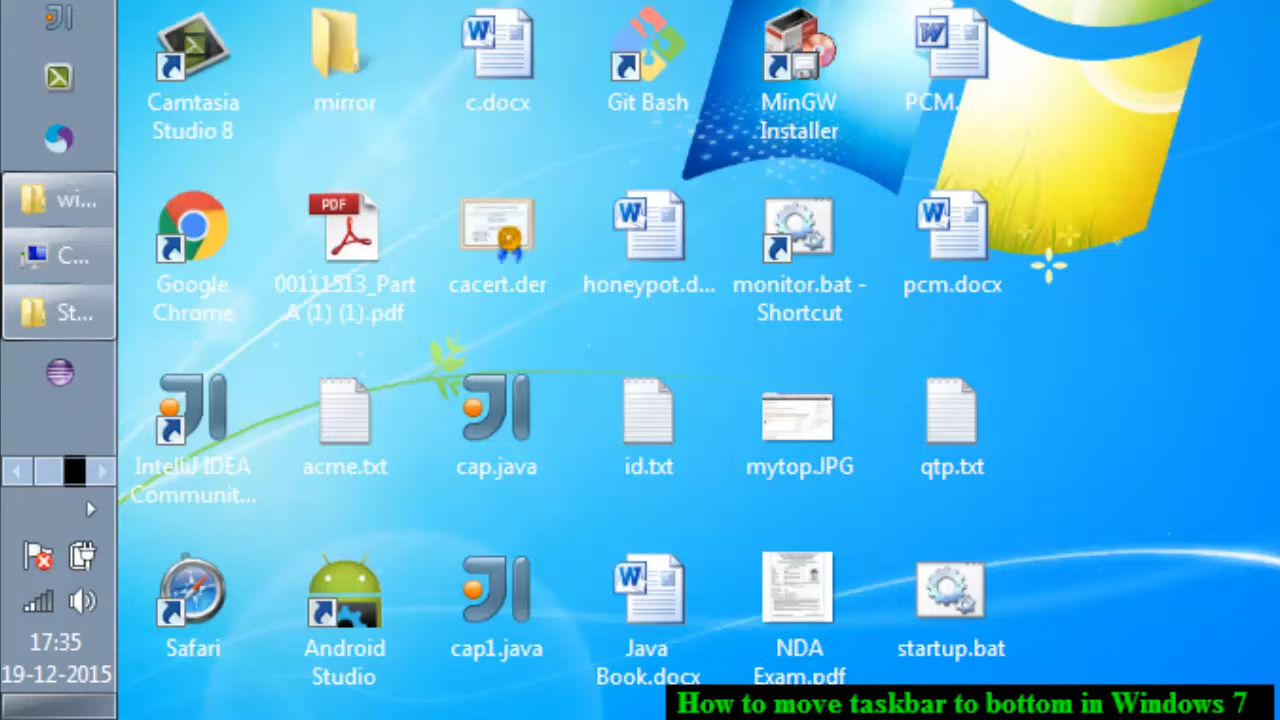 Camtasia
Studio 8
mirror
c.docx
Git Bash
MinGW
Installer
PCM.
wi...
C...
St...
Google
Chrome
PDF
00111513_Part
A (1) (1).pdf
cacert.der
honeypot.d...
monitor.bat -
Shortcut
pcm.docx
IntelliJ IDEA
Communit...
acme.txt
cap.java
id.txt
mytop.JPG
qtp.txt
Safari
Android
Studio
cap1.java
Java
Book.docx
NDA
Exam.pdf
startup.bat
17:35
19-12-2015
How to move taskbar to bottom in Windows 7